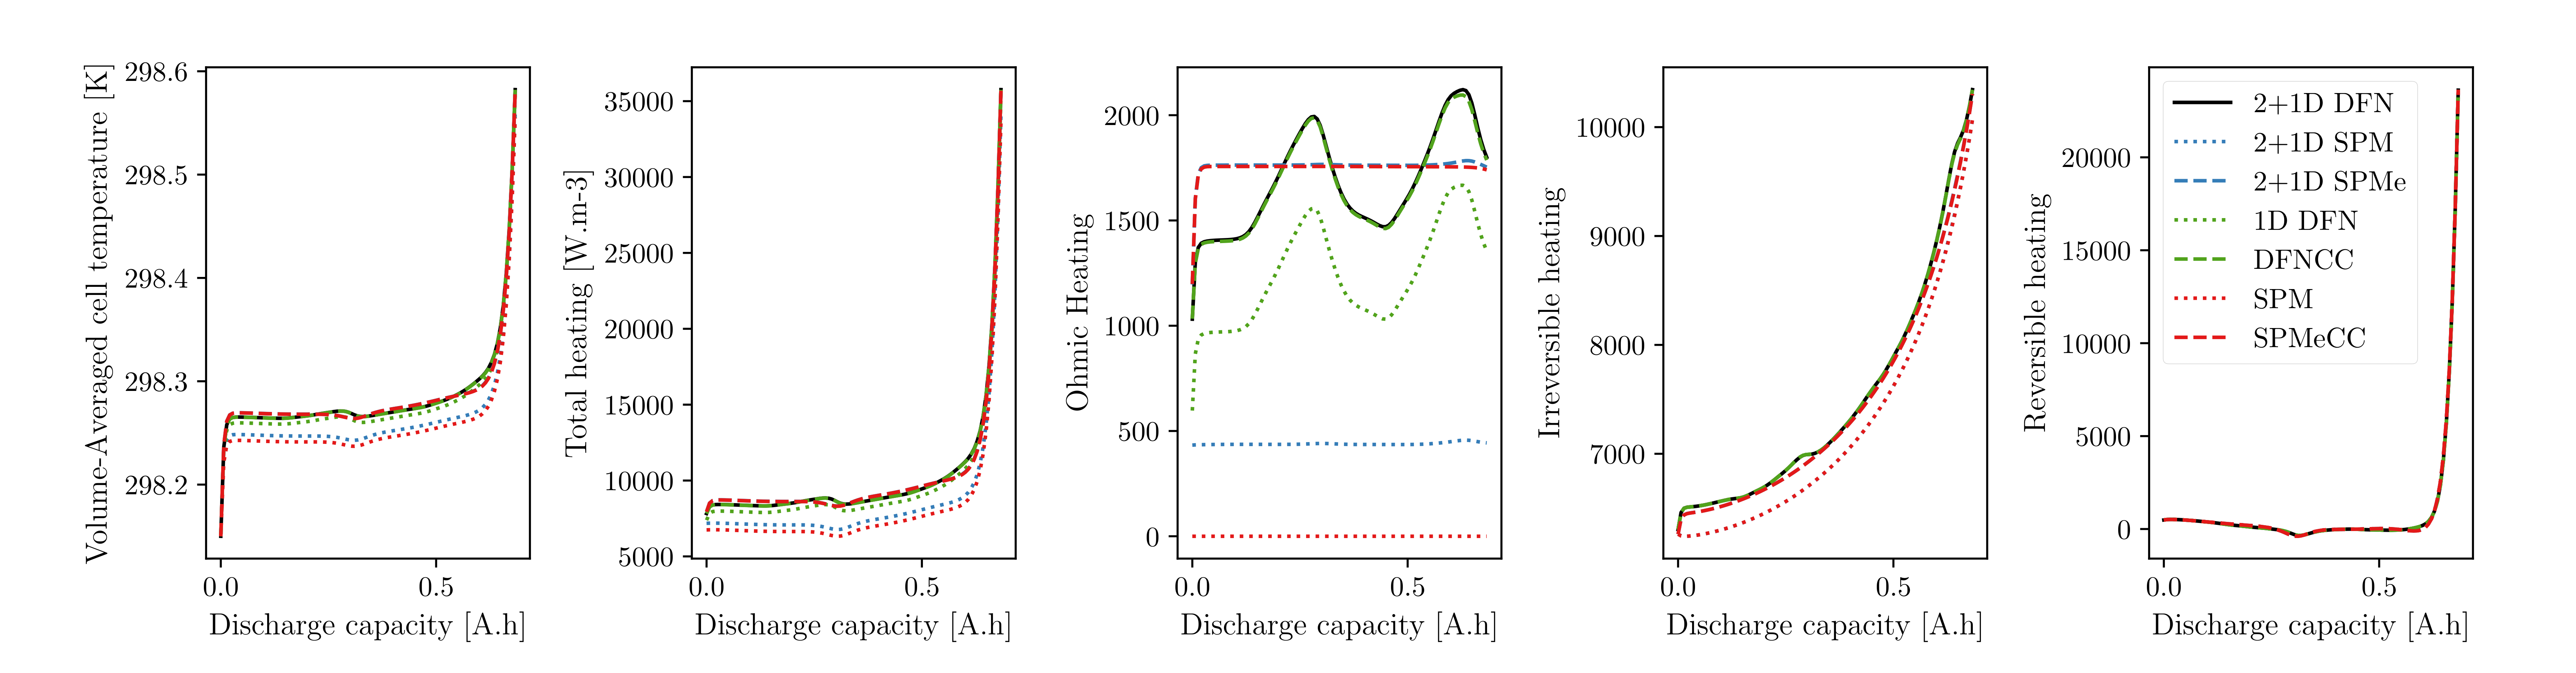 Volume-Averaged cell temperature [K]
298.6
298.5
298.4
298.3
298.2
0.0 0.5
Discharge capacity [A.h]
Total heating [W.m-3]
35000
30000
25000
20000
15000
10000
5000
0.0 0.5
Discharge capacity [A.h]
Ohmic Heating
2000
1500
1000
500
0
0.0 0.5
Discharge capacity [A.h]
Irreversible heating
10000
9000
8000
7000
0.0 0.5
Discharge capacity [A.h]
Reversible heating
20000
15000
10000
5000
0
0.0 0.5
Discharge capacity [A.h]
2+1D DFN
2+1D SPM
2+1D SPMe
1D DFN
DFNCC
SPM
SPMeCC